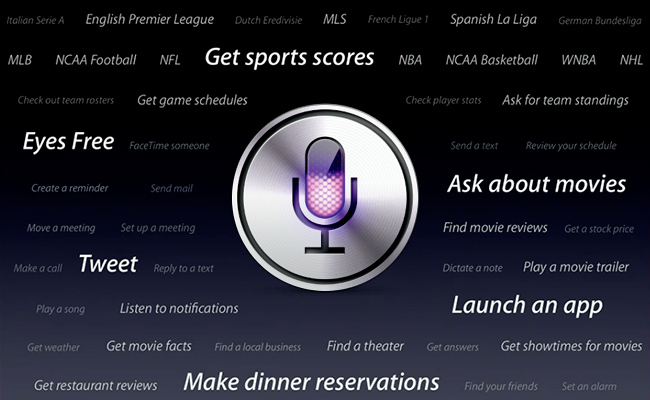 Italian Serie A English Premier League Dutch Eredivisie MLS French Ligue 1 Spanish La Liga German Bundesliga
MLB NCAA Football NFL Get sports scores NBA NCAA Basketball WNBA NHL
Check out team rosters Get game schedules Check player stats Ask for team standings
Eyes Free FaceTime someone Send a text Review your schedule
Create a reminder Send mail Ask about movies
Move a meeting Set up a meeting Find movie reviews Get a stock price
Make a call Tweet Reply to a text Dictate a note Play a movie trailer
Play a song Listen to notifications Launch an app
Get weather Get movie facts Find a local business Find a theater Get answers Get showtimes for movies
Get restaurant reviews Make dinner reservations Find your friends Set an alarm